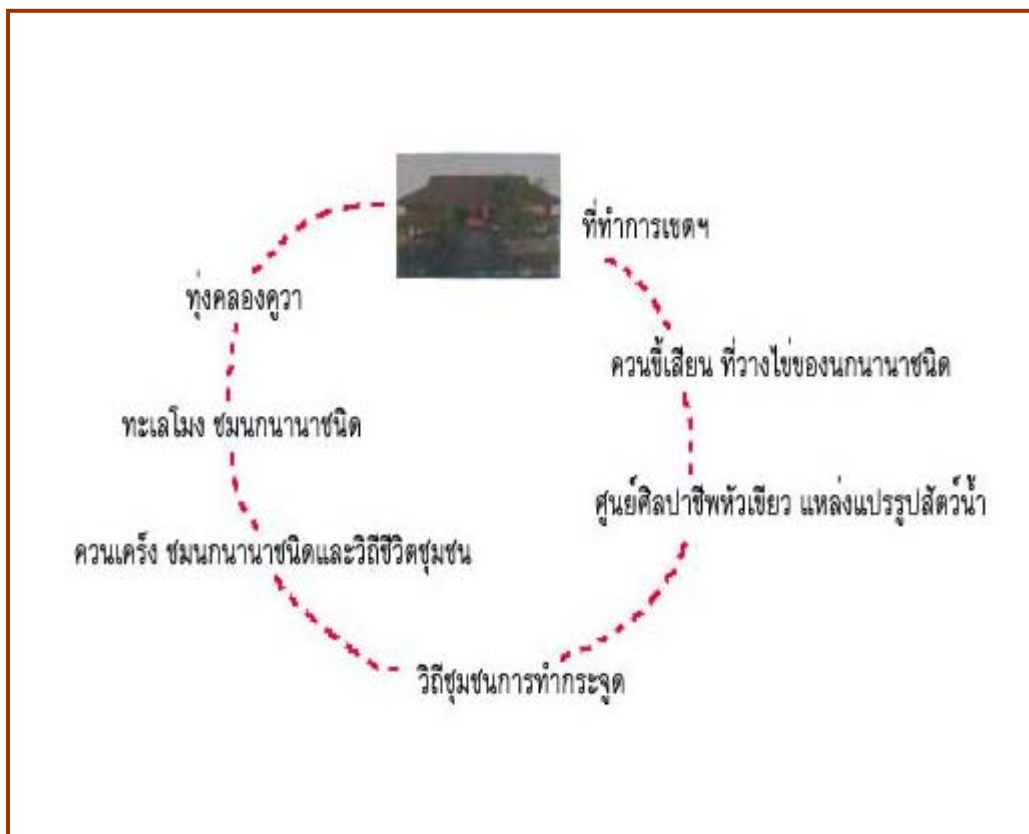 ที่ทำการเขตฯ
ทุ่งคลองคูวา
ควนขี้เสียน ที่วางไข่ของนกนานาชนิด
ทะเลโมง ชมนกนานาชนิด
ศูนย์ศิลปาชีพหัวเขียว แหล่งแปรรูปสัตว์น้ำ
ควนเคร็ง ชมนกนานาชนิดและวิถีชีวิตชุมชน
วิถีชุมชนการทำกระจูด